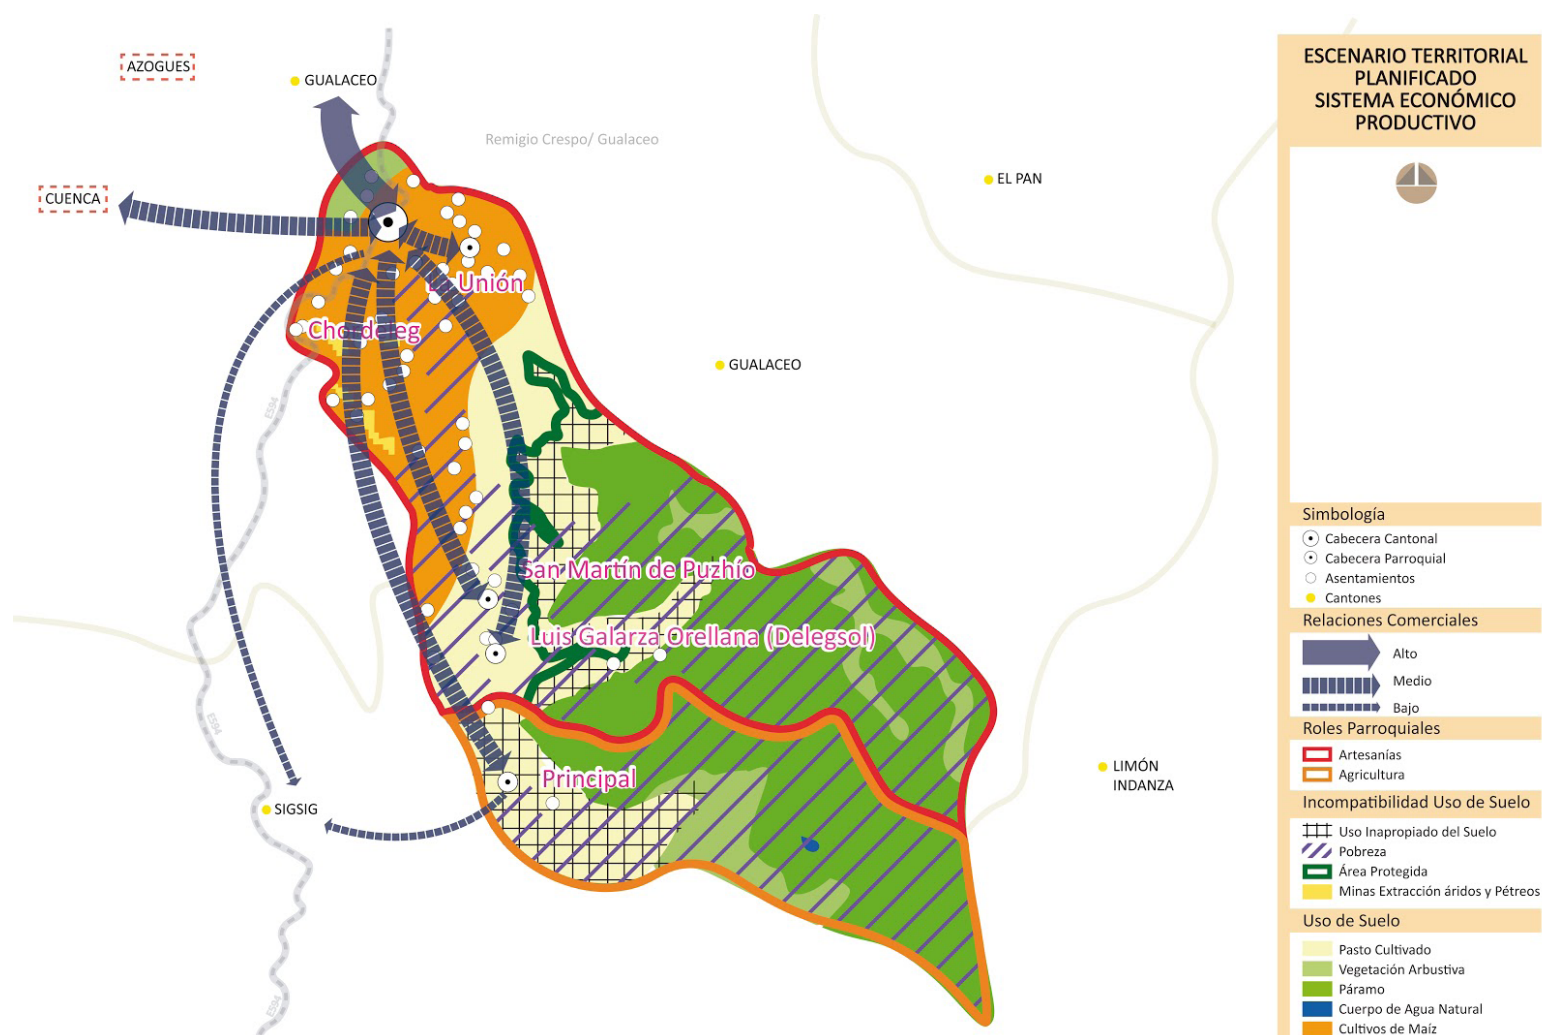 AZOGUES
GUALACEO
Remigio Crespo/ Gualaceo
CUENCA
EL PAN
La Unión
Chordeleg
GUALACEO
E594
San Martín de Puzhío
Luis Galarza Orellana (Delegsol)
E594
Principal
LIMÓN
INDANZA
SIGSIG
E594
ESCENARIO TERRITORIAL
PLANIFICADO
SISTEMA ECONÓMICO
PRODUCTIVO
Simbología
Cabecera Cantonal
Cabecera Parroquial
Asentamientos
Cantones
Relaciones Comerciales
Alto
Medio
Bajo
Roles Parroquiales
Artesanías
Agricultura
Incompatibilidad Uso de Suelo
Uso Inapropiado del Suelo
Pobreza
Área Protegida
Minas Extracción áridos y Pétreos
Uso de Suelo
Pasto Cultivado
Vegetación Arbustiva
Páramo
Cuerpo de Agua Natural
Cultivos de Maíz